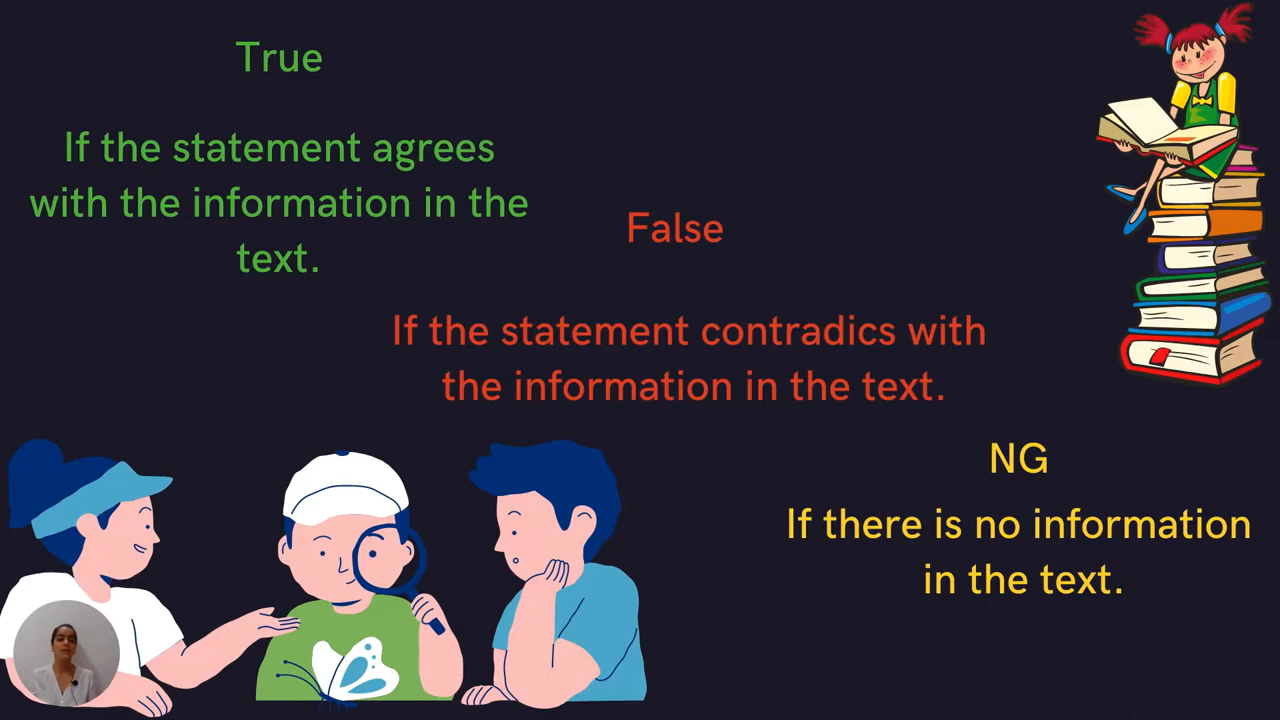 True
If the statement agrees
with the information in the
text.
False
If the statement contradics with
the information in the text.
NG
If there is no information
in the text.